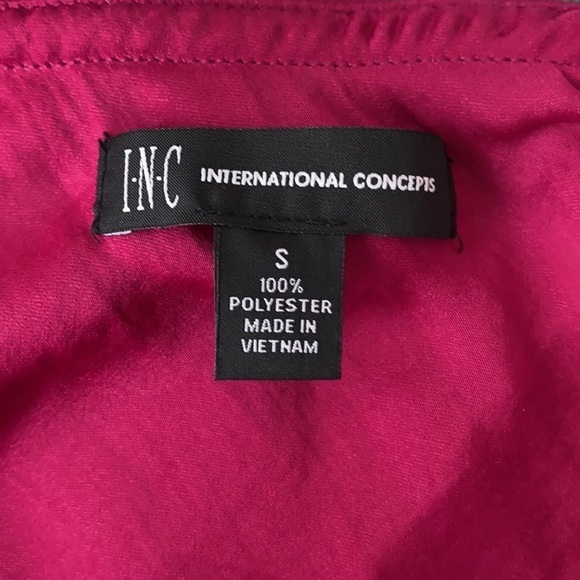 I·N·C INTERNATIONAL CONCEPTS
S
100%
POLYESTER
MADE IN
VIETNAM